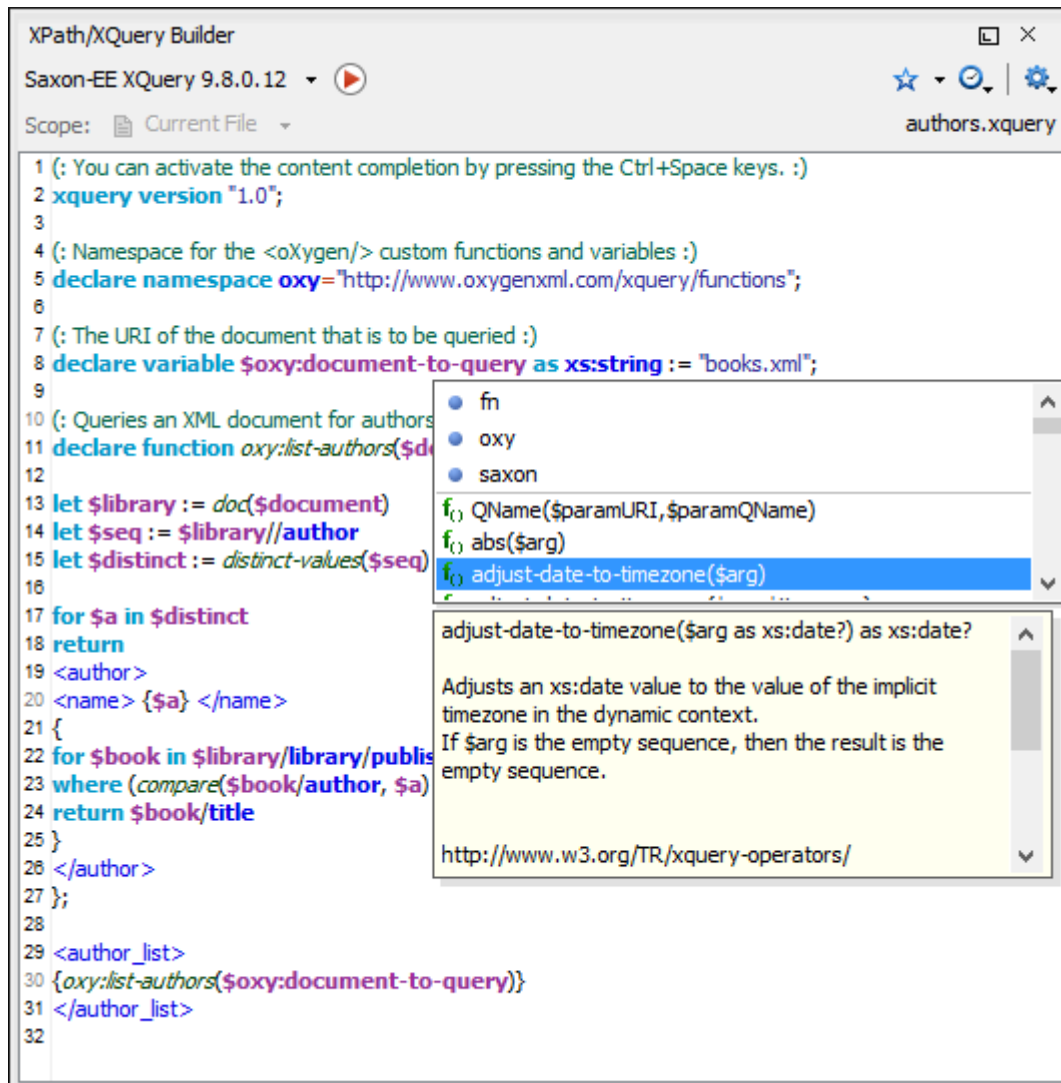 XPath/XQuery Builder
Saxon-EE XQuery 9.8.0.12
Scope: Current File authors.xquery
1 (: You can activate the content completion by pressing the Ctrl+Space keys. :)
2 xquery version "1.0";
3
4 (: Namespace for the <oXygen/> custom functions and variables :)
5 declare namespace oxy="http://www.oxygenxml.com/xquery/functions";
6
7 (: The URI of the document that is to be queried :)
8 declare variable $oxy:document-to-query as xs:string := "books.xml";
9
10 (: Queries an XML document for authors
11 declare function oxy:list-authors($do
12
13 let $library := doc($document)
14 let $seq := $library//author
15 let $distinct := distinct-values($seq)
16
17 for $a in $distinct
18 return
19 <author>
20 <name> {$a} </name>
21 {
22 for $book in $library/library/publis
23 where (compare($book/author, $a)
24 return $book/title
25 }
26 </author>
27 };
28
29 <author_list>
30 {oxy:list-authors($oxy:document-to-query)}
31 </author_list>
32
fn
oxy
saxon
f() QName($paramURI,$paramQName)
f() abs($arg)
f() adjust-date-to-timezone($arg)
adjust-date-to-timezone($arg as xs:date?) as xs:date?
Adjusts an xs:date value to the value of the implicit
timezone in the dynamic context.
If $arg is the empty sequence, then the result is the
empty sequence.
http://www.w3.org/TR/xquery-operators/